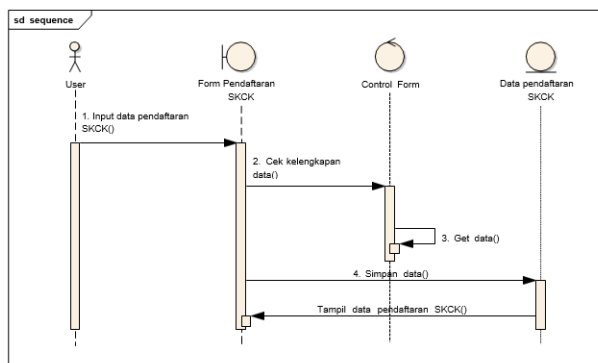 sd sequence
User
Form Pendaftaran
SKCK
Control Form
Data pendaftaran
SKCK
1. Input data pendaftaran
SKCK()
2. Cek kelengkapan
data()
3. Get data()
4. Simpan data()
Tampil data pendaftaran SKCK()